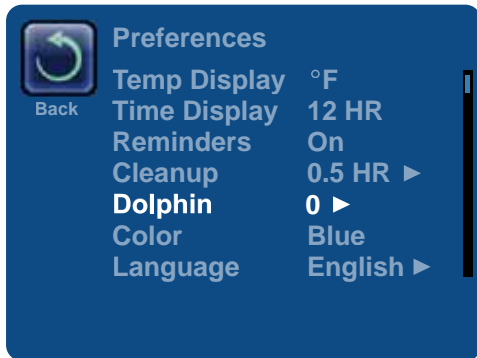 Preferences
Temp Display °F
Back
Time Display 12 HR
Reminders On
Cleanup 0.5 HR ►
Dolphin 0 ►
Color Blue
Language English ►